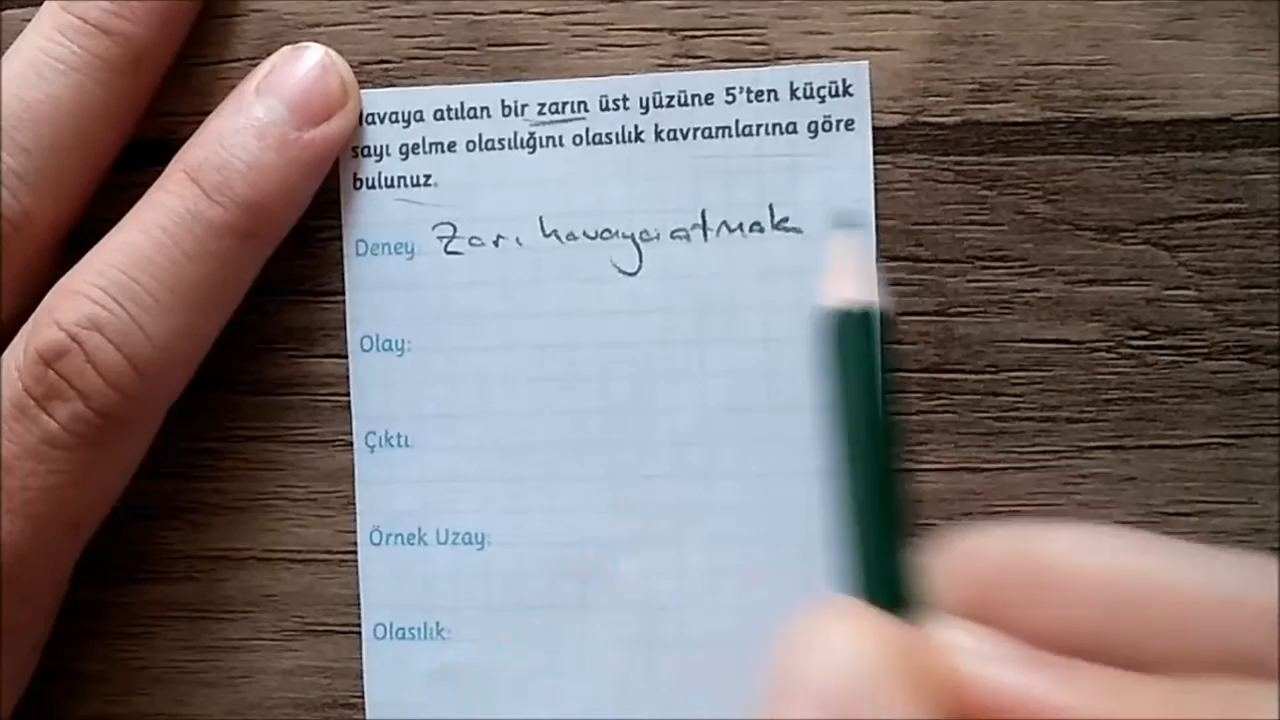 avaya atılan bir zarın üst yüzüne 5'ten küçük
sayı gelme olasılığını olasılık kavramlarına göre
bulunuz.
Deney: Zarı havaya atmak
Olay:
Çıktı
Örnek Uzay:
Olasılık: